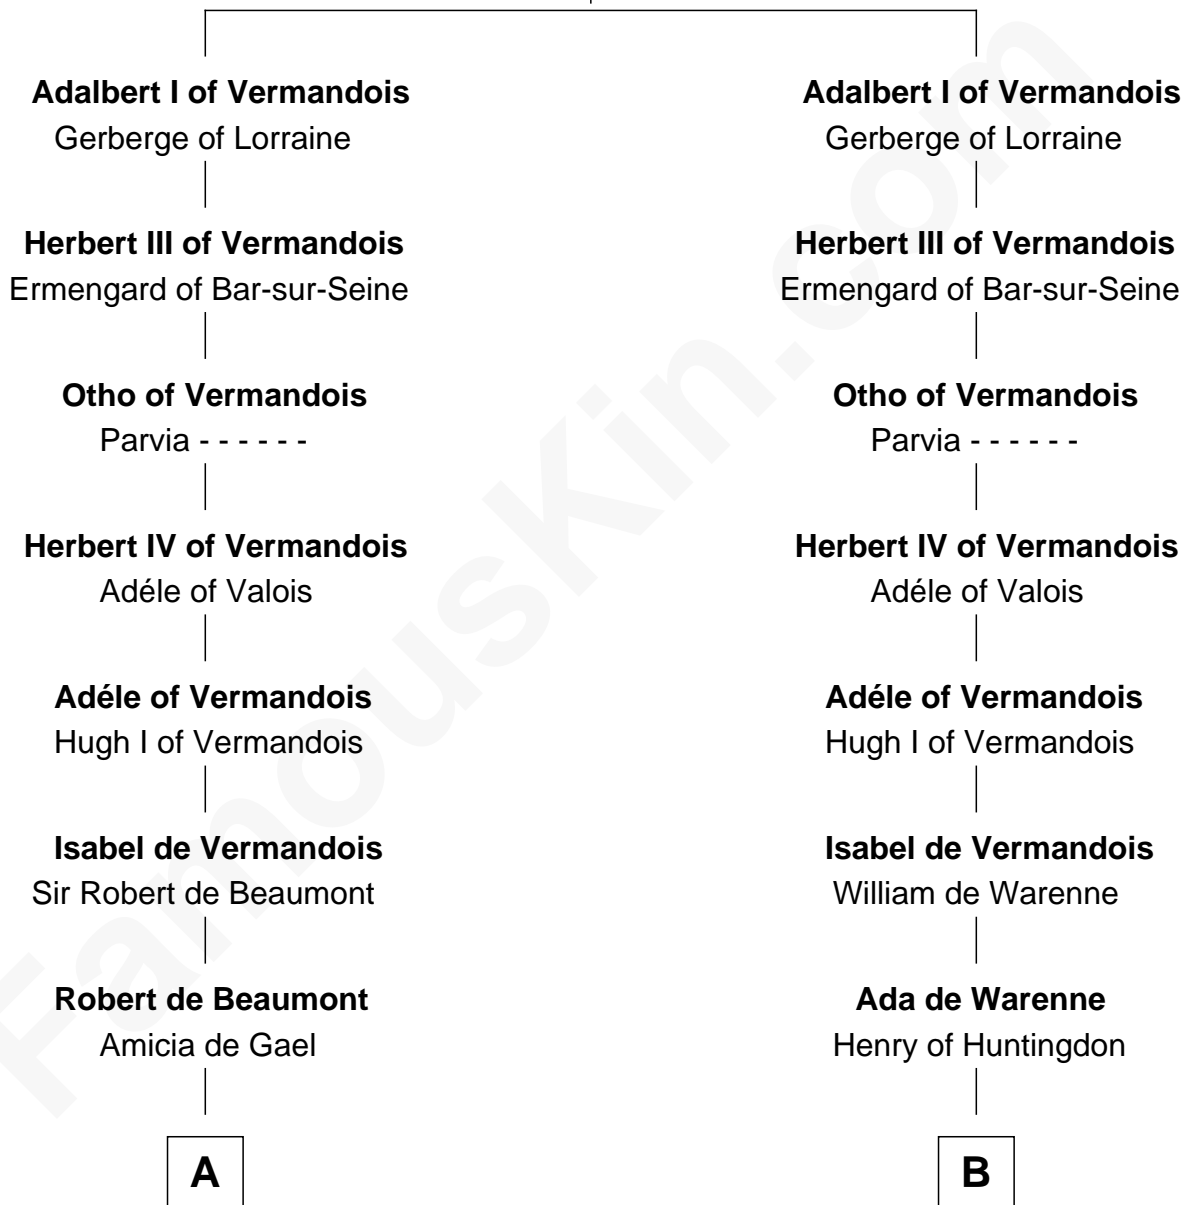 Adalbert I of Vermandois
Gerberge of Lorraine
Herbert III of Vermandois
Ermengard of Bar-sur-Seine
Otho of Vermandois
Parvia - - - - - -
Herbert IV of Vermandois
Adéle of Valois
Adéle of Vermandois
Hugh I of Vermandois
Isabel de Vermandois
Sir Robert de Beaumont
Robert de Beaumont
Amicia de Gael
A
Adalbert I of Vermandois
Gerberge of Lorraine
Herbert III of Vermandois
Ermengard of Bar-sur-Seine
Otho of Vermandois
Parvia - - - - - -
Herbert IV of Vermandois
Adéle of Valois
Adéle of Vermandois
Hugh I of Vermandois
Isabel de Vermandois
William de Warenne
Ada de Warenne
Henry of Huntingdon
B
FamousKin.com